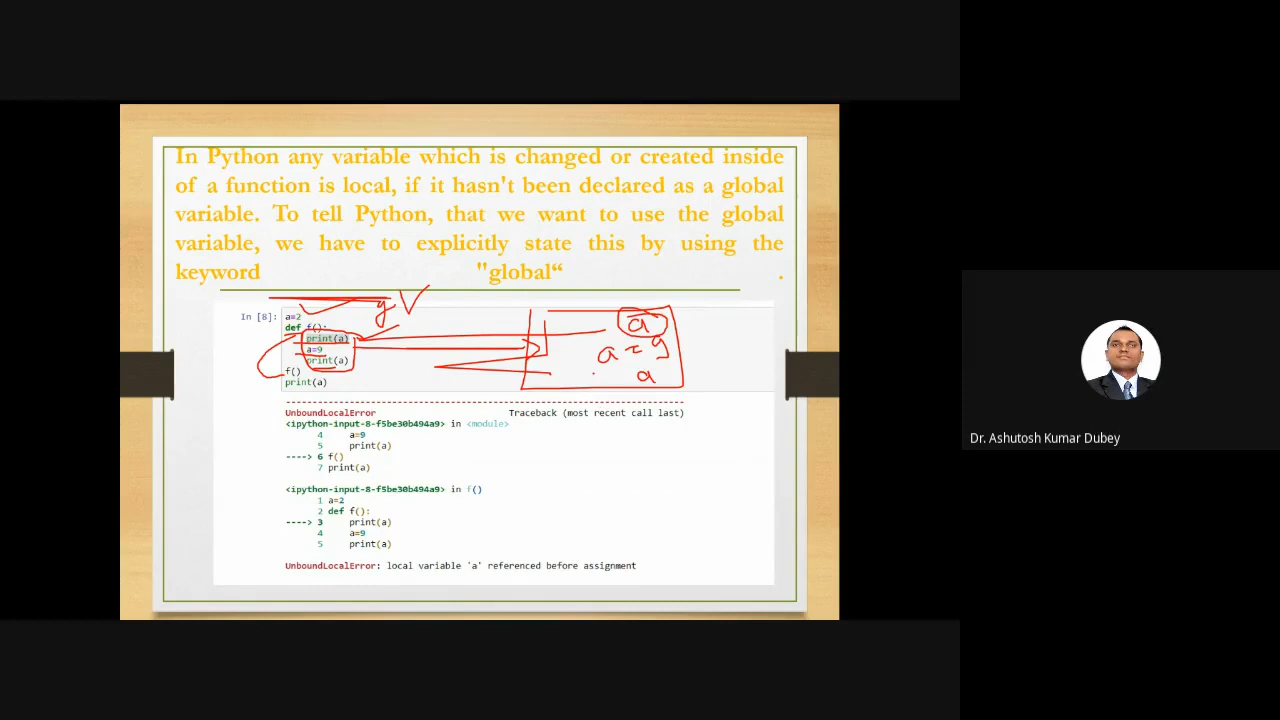 In Python any variable which is changed or created inside
of a function is local, if it hasn't been declared as a global
variable. To tell Python, that we want to use the global
variable, we have to explicitly state this by using the
keyword "global“ .
g.V
In [8]: a=2
def f():
print(a)
a=9
print(a)
f()
print(a)
a
a = 9
a
UnboundLocalError Traceback (most recent call last)
<ipython-input-8-f5be30b494a9> in <module>
4 a=9
5 print(a)
----> 6 f()
7 print(a)
<ipython-input-8-f5be30b494a9> in f()
1 a=2
2 def f():
----> 3 print(a)
4 a=9
5 print(a)
UnboundLocalError: local variable 'a' referenced before assignment
Dr. Ashutosh Kumar Dubey